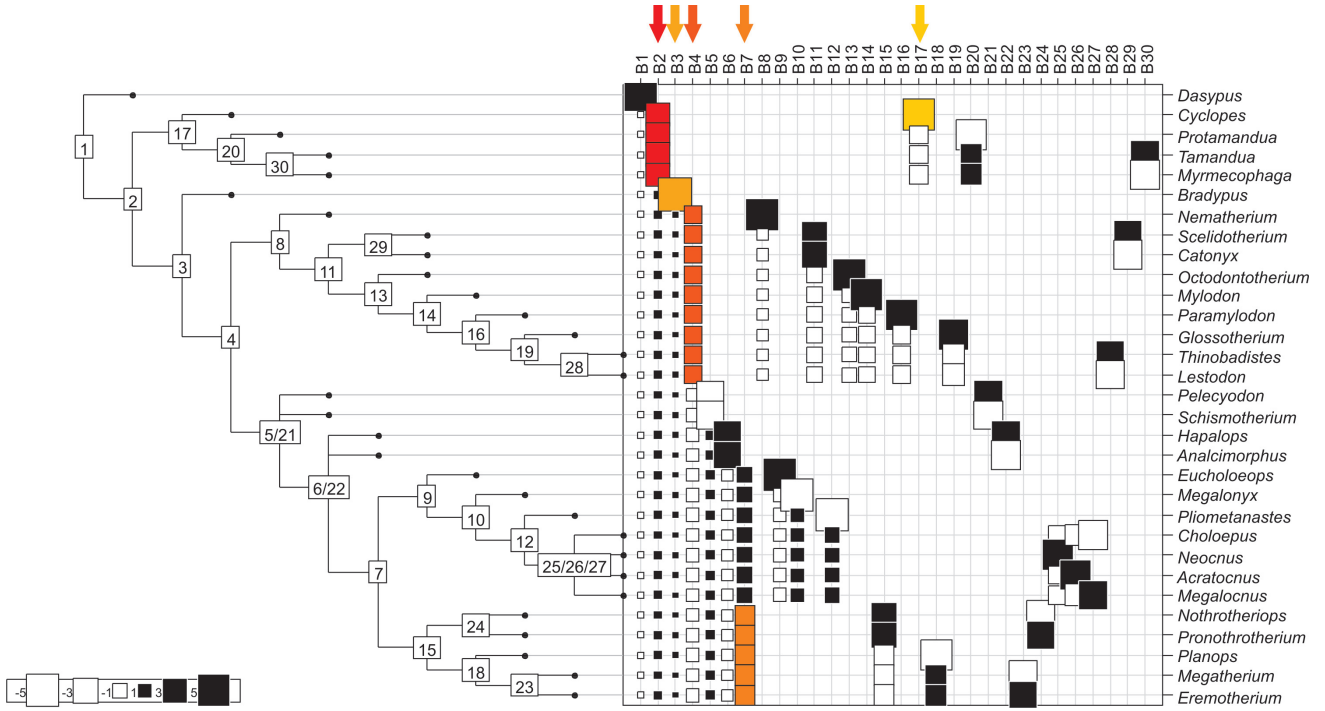 B1 B2 B3 B4 B5 B6 B7 B8 B9 B10 B11 B12 B13 B14 B15 B16 B17 B18 B19 B20 B21 B22 B23 B24 B25 B26 B27 B28 B29 B30
Dasypus
Cyclopes
17 Protamandua
1 20 Tamandua
30 Myrmecophaga
2 Bradypus
Nematherium
8 29 Scelidotherium
Catonyx
3 11 Octodontotherium
13 Mylodon
14 Paramylodon
4 16 Glossotherium
19 Thinobadistes
28 Lestodon
Pelecyodon
Schismotherium
5/21 Hapalops
Analcimorphus
6/22 Eucholoeops
9 Megalonyx
10 Pliometanastes
12 Choloepus
Neocnus
7 25/26/27 Acratocnus
Megalocnus
Nothrotheriops
24 Pronothrotherium
15 Planops
18 Megatherium
23 Eremotherium
-5 -3 -1 1 3 5